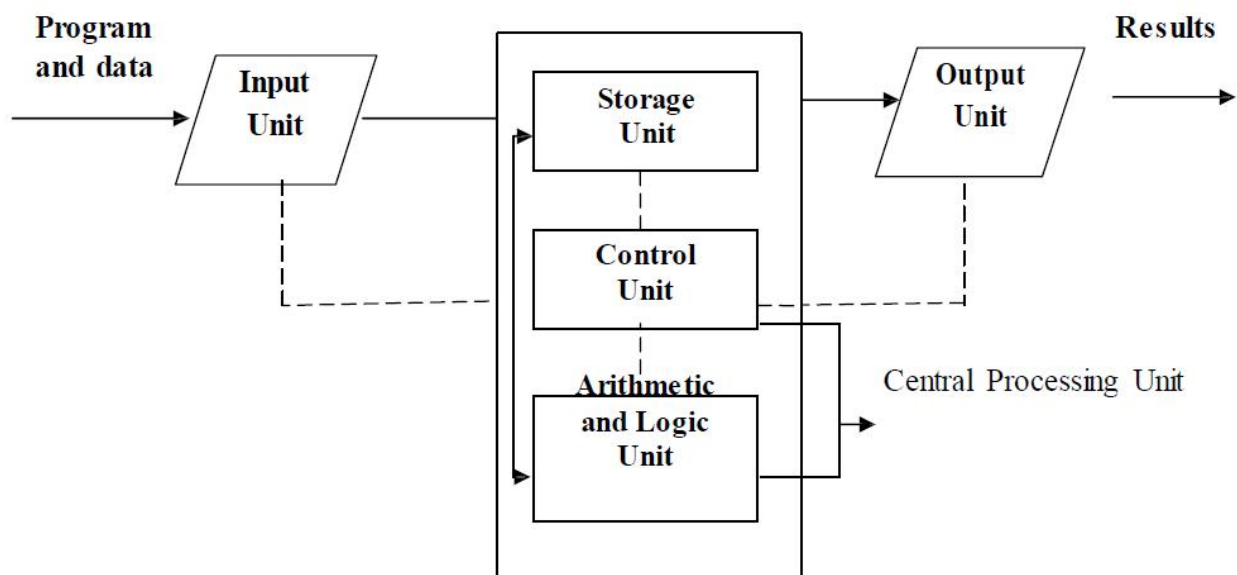 Program
and data
Input
Unit
Storage
Unit
Control
Unit
Arithmetic
and Logic
Unit
Output
Unit
Results
Central Processing Unit